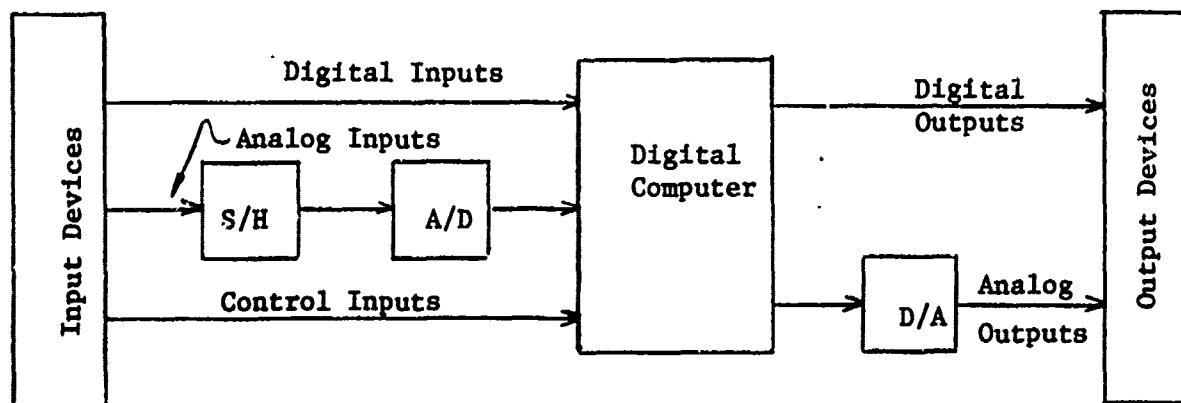 Input Devices
Digital Inputs
Analog Inputs
S/H
A/D
Control Inputs
Digital
Computer
Digital
Outputs
D/A
Analog
Outputs
Output Devices